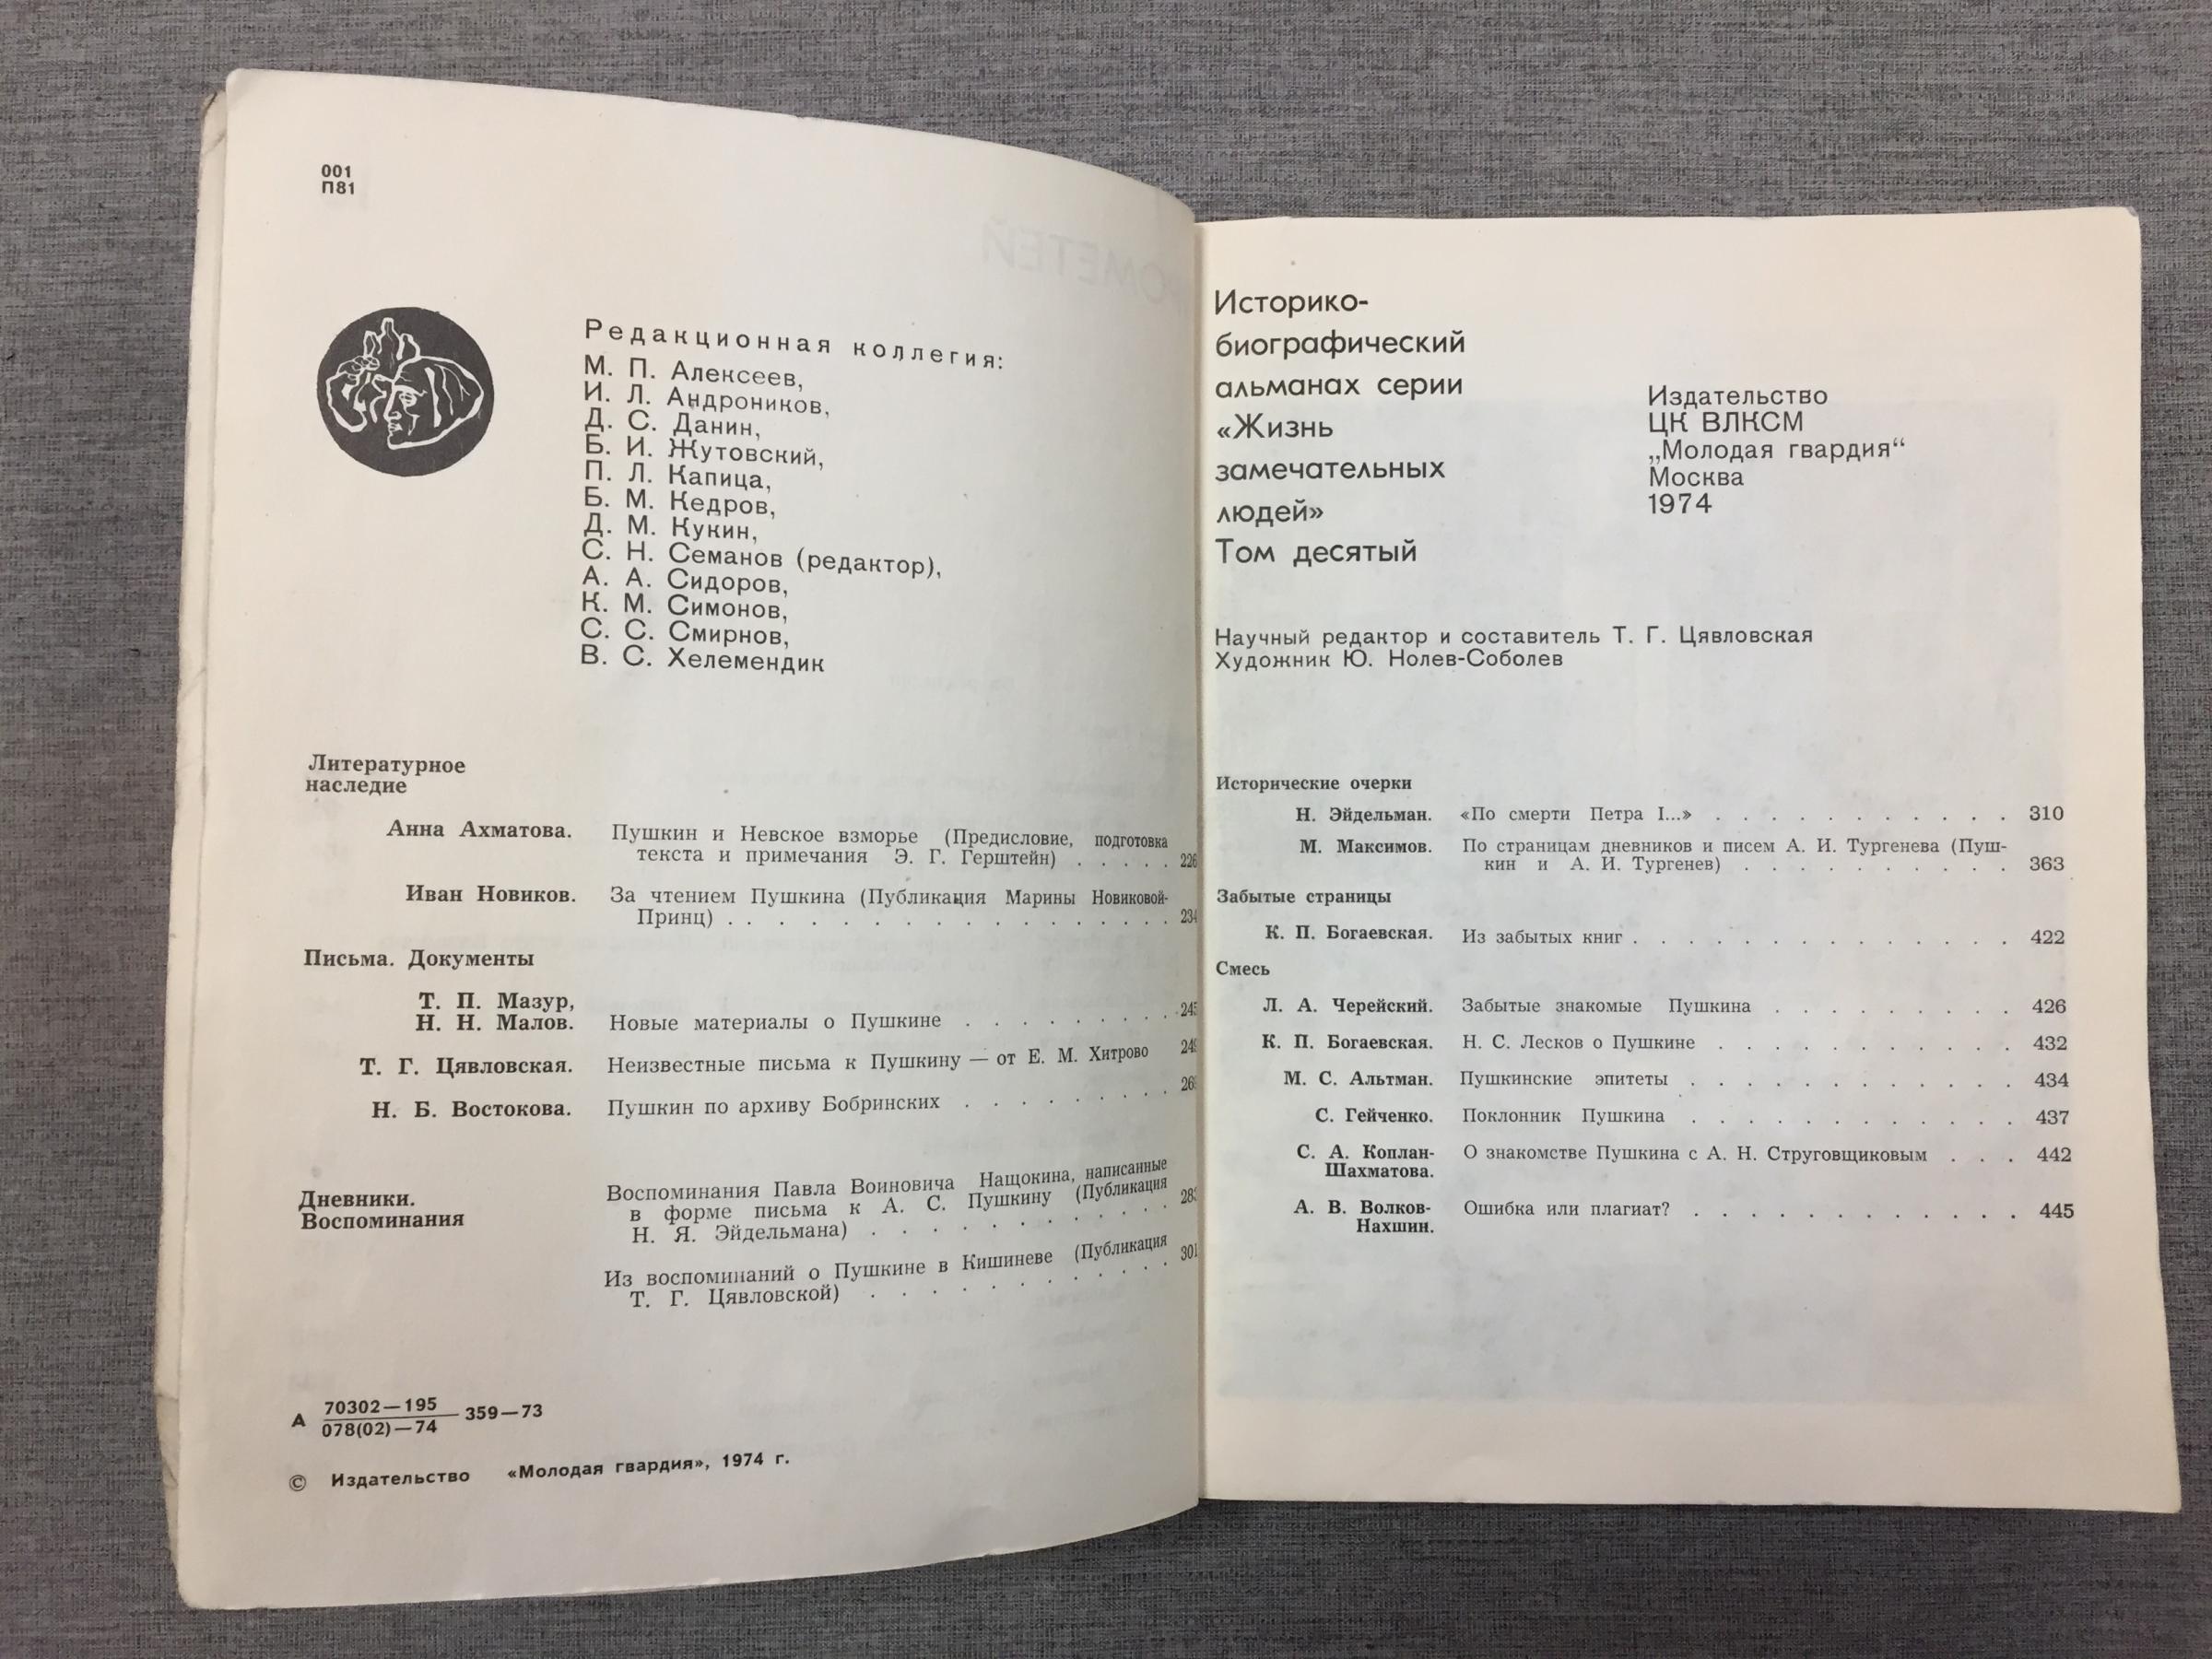 001
П81
Редакционная коллегия:
М. П. Алексеев,
И. Л. Андроников,
Д. С. Данин,
Б. И. Жутовский,
П. Л. Капица,
Б. М. Кедров,
Д. М. Кукин,
С. Н. Семанов (редактор),
А. А. Сидоров,
К. М. Симонов,
С. С. Смирнов,
В. С. Хелемендик
Литературное
наследие
Анна Ахматова. Пушкин и Невское взморье (Предисловие, подготовка
текста и примечания Э. Г. Герштейн) . . . . . 226
Иван Новиков. За чтением Пушкина (Публикация Марины Новиковой-
Принц) . . . . . . . . . . . . . . . . . 234
Письма. Документы
Т. П. Мазур,
Н. Н. Малов. Новые материалы о Пушкине . . . . . . . . .
Т. Г. Цявловская. Неизвестные письма к Пушкину — от Е. М. Хитрово
Н. Б. Востокова. Пушкин по архиву Бобринских . . . . . . . . .
Дневники.
Воспоминания
Воспоминания Павла Воиновича Нащокина, написанные
в форме письма к А. С. Пушкину (Публикация
Н. Я. Эйдельмана) . . . . . . . . . . .
Из воспоминаний о Пушкине в Кишиневе (Публикация
Т. Г. Цявловской) . . . . . . . . . . . 301
А 70302—195
078(02)—74 359—73
© Издательство «Молодая гвардия», 1974 г.
Историко-
биографический
альманах серии
«Жизнь
замечательных
людей»
Том десятый
Издательство
ЦК ВЛКСМ
„Молодая гвардия“
Москва
1974
Научный редактор и составитель Т. Г. Цявловская
Художник Ю. Нолев-Соболев
Исторические очерки
Н. Эйдельман. «По смерти Петра I...» . . . . . . . . . . . . 310
М. Максимов. По страницам дневников и писем А. И. Тургенева (Пуш-
кин и А. И. Тургенев) . . . . . . . . . . 363
Забытые страницы
К. П. Богаевская. Из забытых книг . . . . . . . . . . . . . . 422
Смесь
Л. А. Черейский. Забытые знакомые Пушкина . . . . . . . . . 426
К. П. Богаевская. Н. С. Лесков о Пушкине . . . . . . . . . . . 432
М. С. Альтман. Пушкинские эпитеты . . . . . . . . . . . . 434
С. Гейченко. Поклонник Пушкина . . . . . . . . . . . . 437
С. А. Коплан-
Шахматова. О знакомстве Пушкина с А. Н. Струговщиковым . . . 442
А. В. Волков-
Нахшин. Ошибка или плагиат? . . . . . . . . . . . . 445